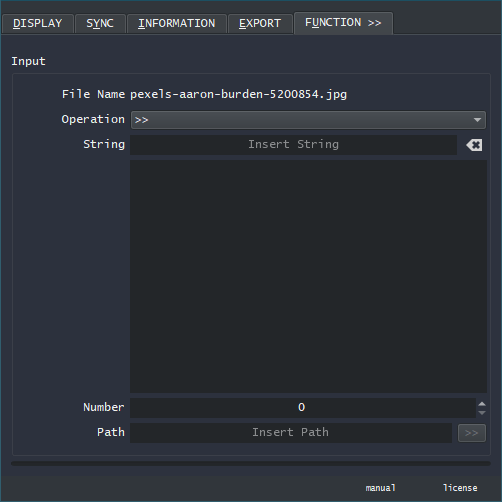 DISPLAY SYNC INFORMATION EXPORT FUNCTION >>
Input
File Name pexels-aaron-burden-5200854.jpg
Operation >>
String Insert String
Number 0
Path Insert Path >>
manual license